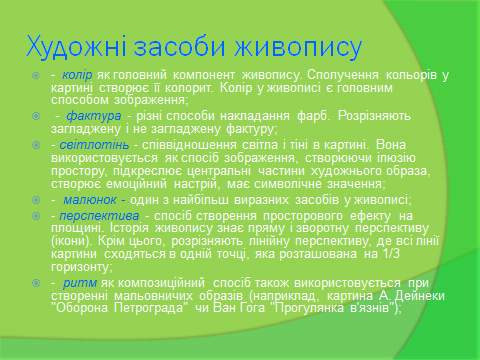 Художні засоби живопису
- колір як головний компонент живопису. Сполучення кольорів у
картині створює її колорит. Колір у живописі є головним
способом зображення;
- фактура - різні способи накладання фарб. Розрізняють
загладжену і не загладжену фактуру;
- світлотінь - співвідношення світла і тіні в картині. Вона
використовується як спосіб зображення, створюючи ілюзію
простору, підкреслює центральні частини художнього образа,
створює емоційний настрій, має символічне значення;
- малюнок - один з найбільш виразних засобів у живописі;
- перспектива - спосіб створення просторового ефекту на
площині. Історія живопису знає пряму і зворотну перспективу
(ікони). Крім цього, розрізняють лінійну перспективу, де всі лінії
картини сходяться в одній точці, яка розташована на 1/3
горизонту;
- ритм як композиційний спосіб також використовується при
створенні мальовничих образів (наприклад, картина А. Дейнеки
"Оборона Петрограда" чи Ван Гога "Прогулянка в'язнів");